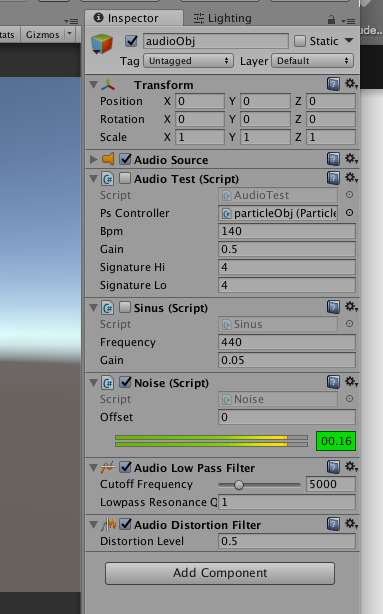 Inspector Lighting
tats Gizmos
ude..
audioObj Static
Tag Untagged Layer Default
Transform
Position X 0 Y 0 Z 0
Rotation X 0 Y 0 Z 0
Scale X 1 Y 1 Z 1
Audio Source
Audio Test (Script)
Script AudioTest
Ps Controller particleObj (Particle
Bpm 140
Gain 0.5
Signature Hi 4
Signature Lo 4
Sinus (Script)
Script Sinus
Frequency 440
Gain 0.05
Noise (Script)
Script Noise
Offset 0
00.16
Audio Low Pass Filter
Cutoff Frequency 5000
Lowpass Resonance Q 1
Audio Distortion Filter
Distortion Level 0.5
Add Component